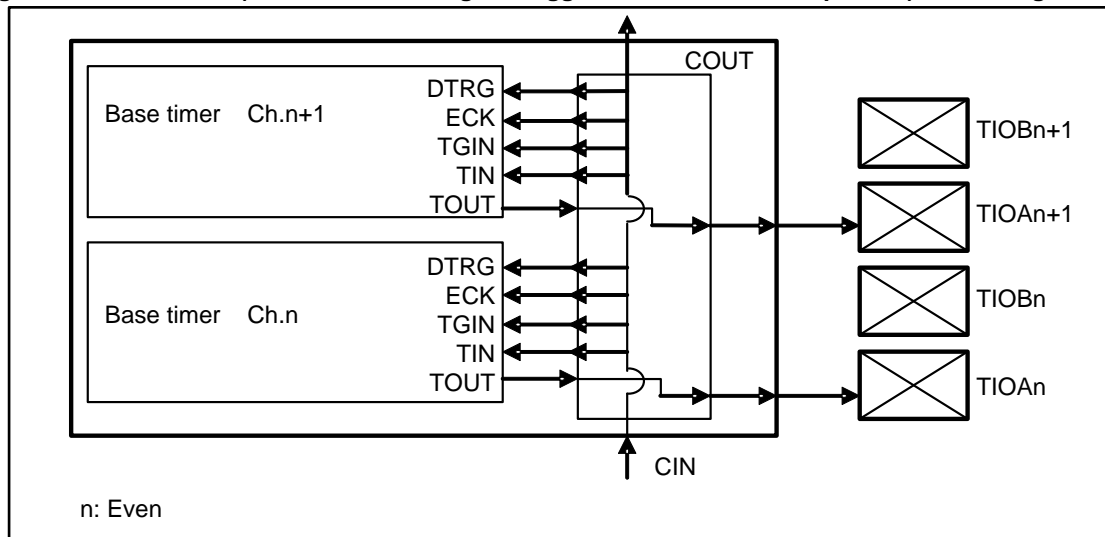 COUT
Base timer Ch.n+1
DTRG
ECK
TGIN
TIN
TOUT
TIOBn+1
TIOAn+1
Base timer Ch.n
DTRG
ECK
TGIN
TIN
TOUT
TIOBn
TIOAn
CIN
n: Even